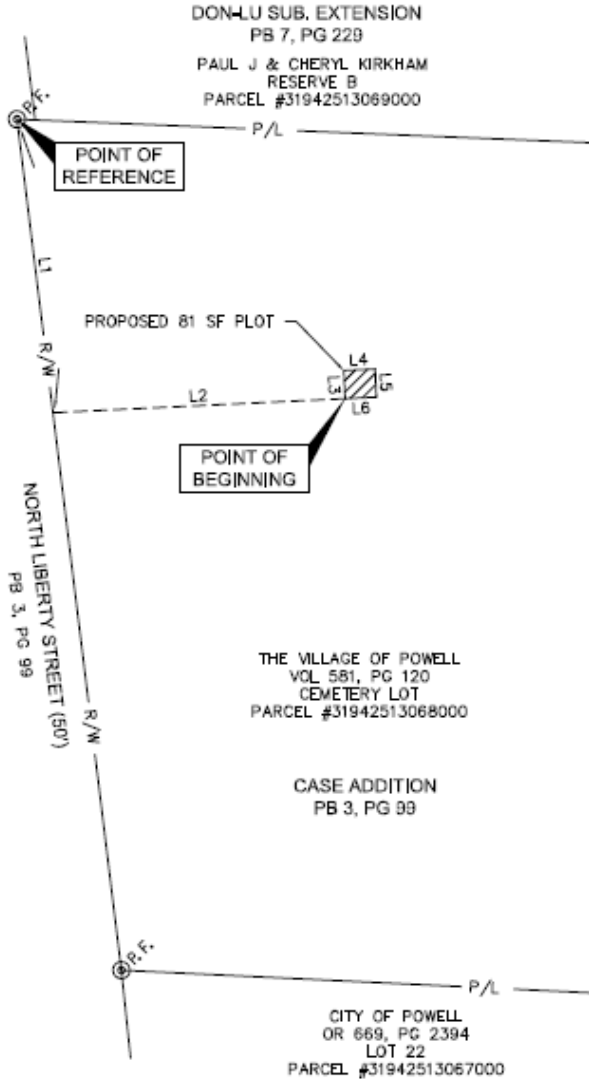 DON-LU SUB. EXTENSION
PB 7, PG 229
PAUL J & CHERYL KIRKHAM
RESERVE B
PARCEL #31942513069000
P.F.
P/L
POINT OF
REFERENCE
L1
PROPOSED 81 SF PLOT
R/W
L4
L3
L5
L2
L6
POINT OF
BEGINNING
NORTH LIBERTY STREET (50')
PB 3, PG 99
THE VILLAGE OF POWELL
VOL 581, PG 120
CEMETERY LOT
PARCEL #31942513068000
R/W
CASE ADDITION
PB 3, PG 99
P.F.
P/L
CITY OF POWELL
OR 669, PG 2394
LOT 22
PARCEL #31942513067000